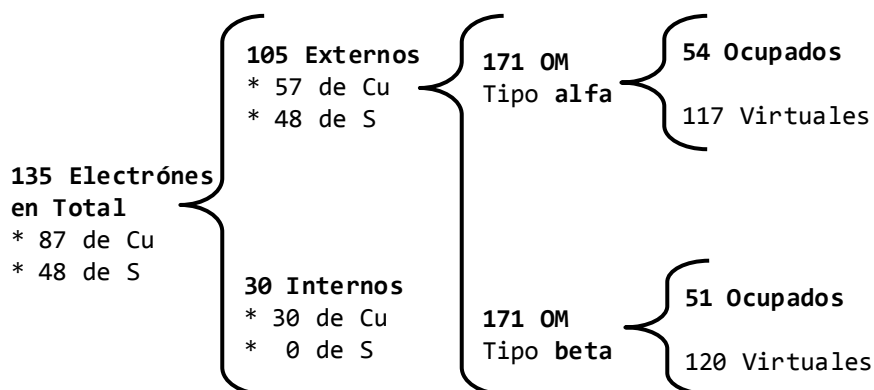 135 Electrónes
en Total
* 87 de Cu
* 48 de S
105 Externos
* 57 de Cu
* 48 de S
30 Internos
* 30 de Cu
* 0 de S
171 OM
Tipo alfa
54 Ocupados
117 Virtuales
171 OM
Tipo beta
51 Ocupados
120 Virtuales